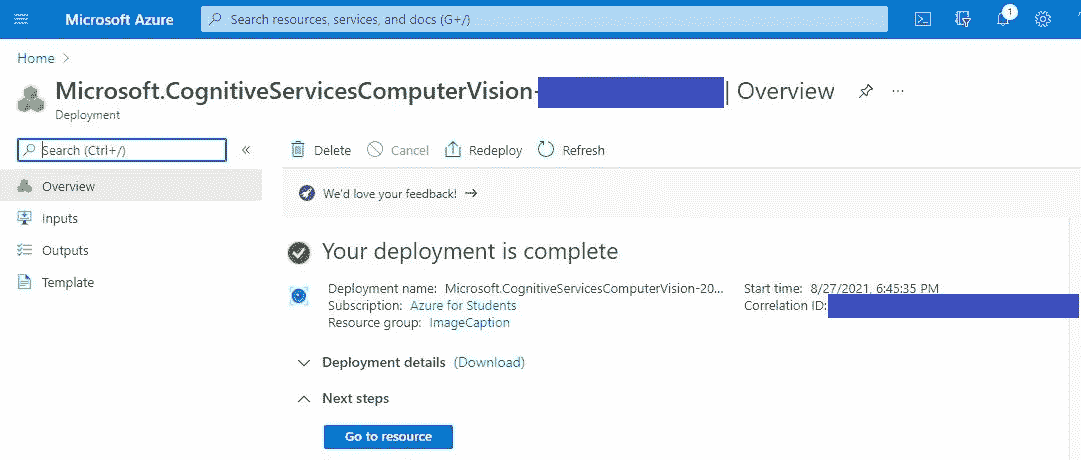 Microsoft Azure
Search resources, services, and docs (G+/)
1
Home >
Microsoft.CognitiveServicesComputerVision- | Overview
...
Deployment
Search (Ctrl+/)
«
Delete
Cancel
Redeploy
Refresh
Overview
We'd love your feedback! →
Inputs
Outputs
Template
Your deployment is complete
Deployment name: Microsoft.CognitiveServicesComputerVision-20...
Subscription: Azure for Students
Resource group: ImageCaption
Start time: 8/27/2021, 6:45:35 PM
Correlation ID:
Deployment details (Download)
Next steps
Go to resource